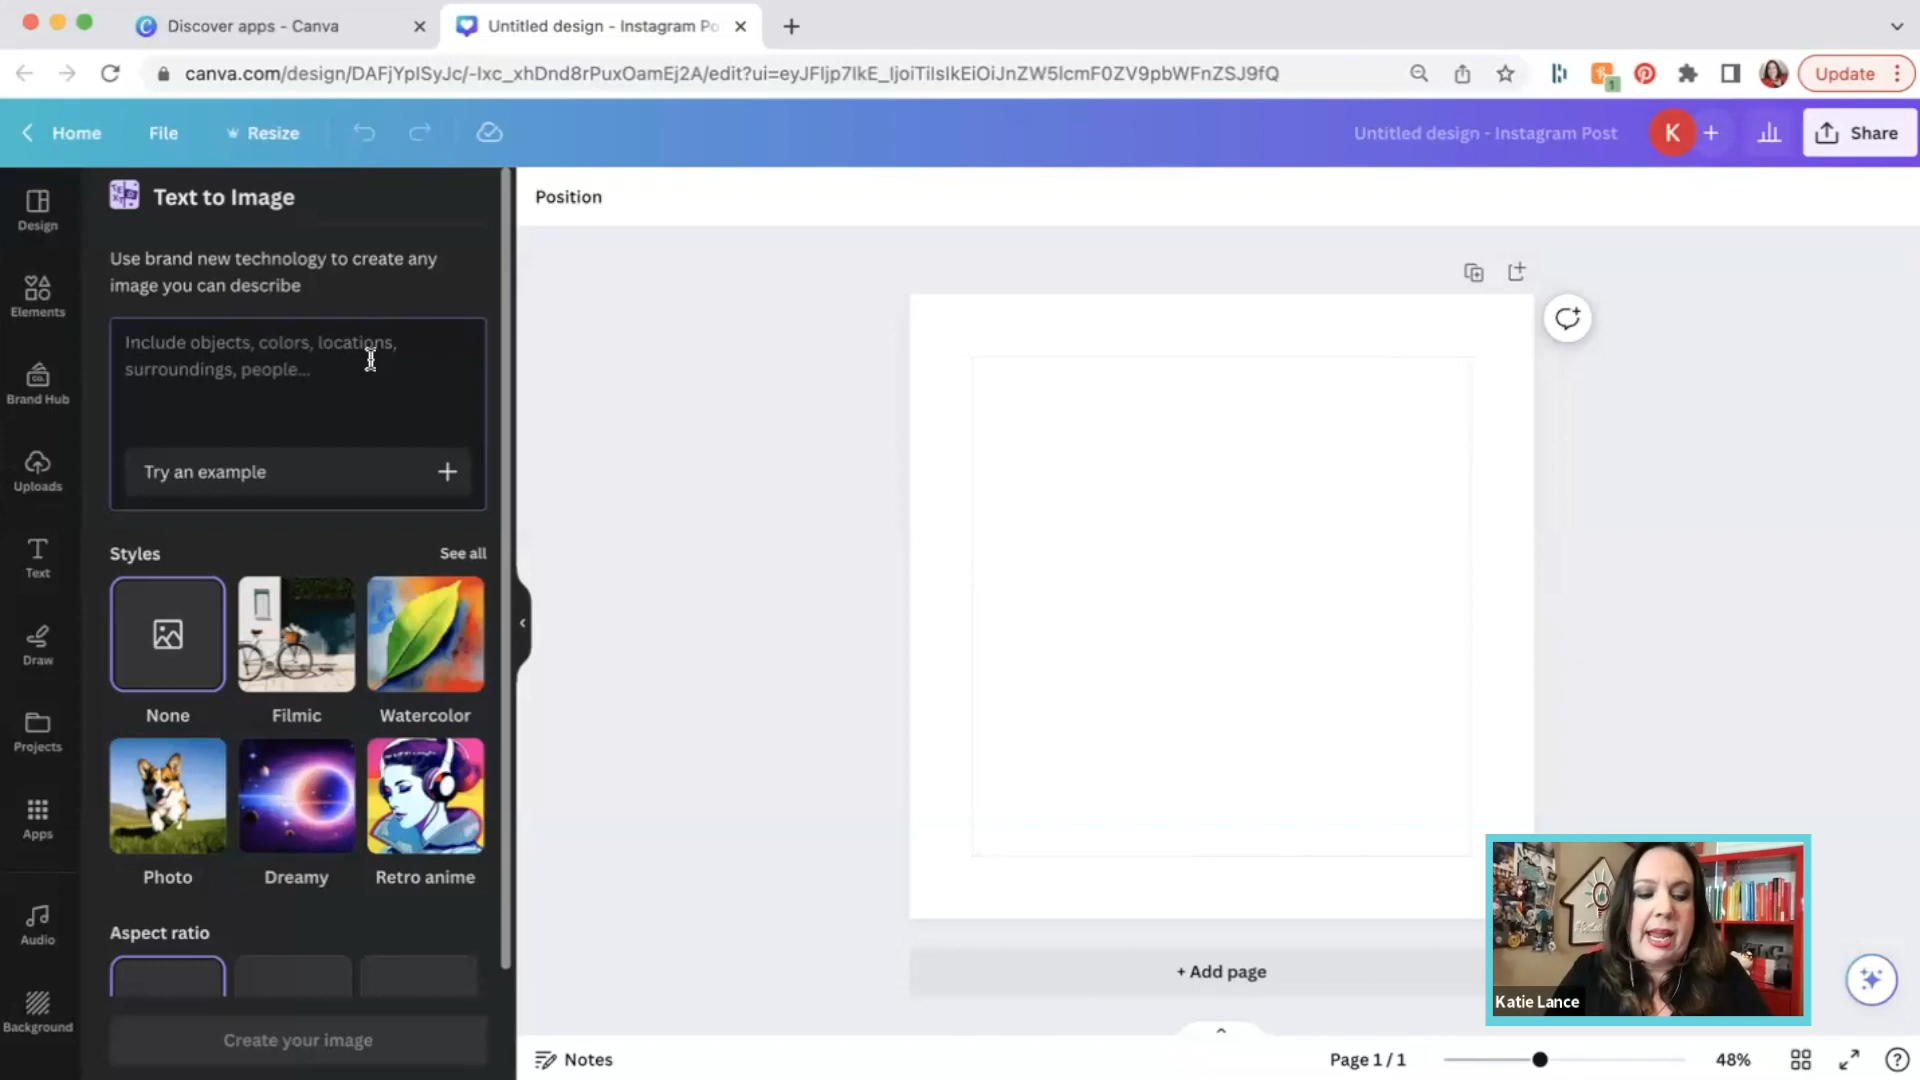 Discover apps - Canva
Untitled design - Instagram Po
canva.com/design/DAFjYpISyJc/-Ixc_xhDnd8rPuxOamEj2A/edit?ui=eyJFIjp7IkE_IjoiTiIsIkEiOiJnZW5lcmF0ZV9pbWFnZSJ9fQ
1
Update
Home
File
Resize
Untitled design - Instagram Post
K
Share
Design
Elements
Brand Hub
Uploads
Text
Draw
Projects
Apps
Audio
Background
Text to Image
Use brand new technology to create any
image you can describe
Include objects, colors, locations,
surroundings, people...
Try an example
Styles
See all
None
Filmic
Watercolor
Photo
Dreamy
Retro anime
Aspect ratio
Create your image
Position
+ Add page
Katie Lance
Notes
Page 1 / 1
48%